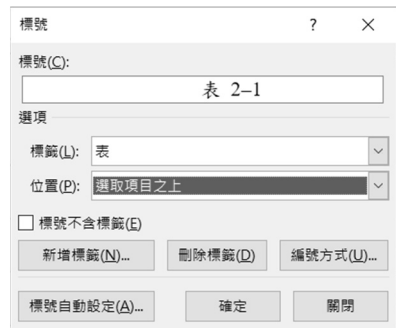 標號 ? ×
標號(C):
表 2–1
選項
標籤(L): 表
位置(P): 選取項目之上
標號不含標籤(E)
新增標籤(N)... 刪除標籤(D) 編號方式(U)...
標號自動設定(A)... 確定 關閉